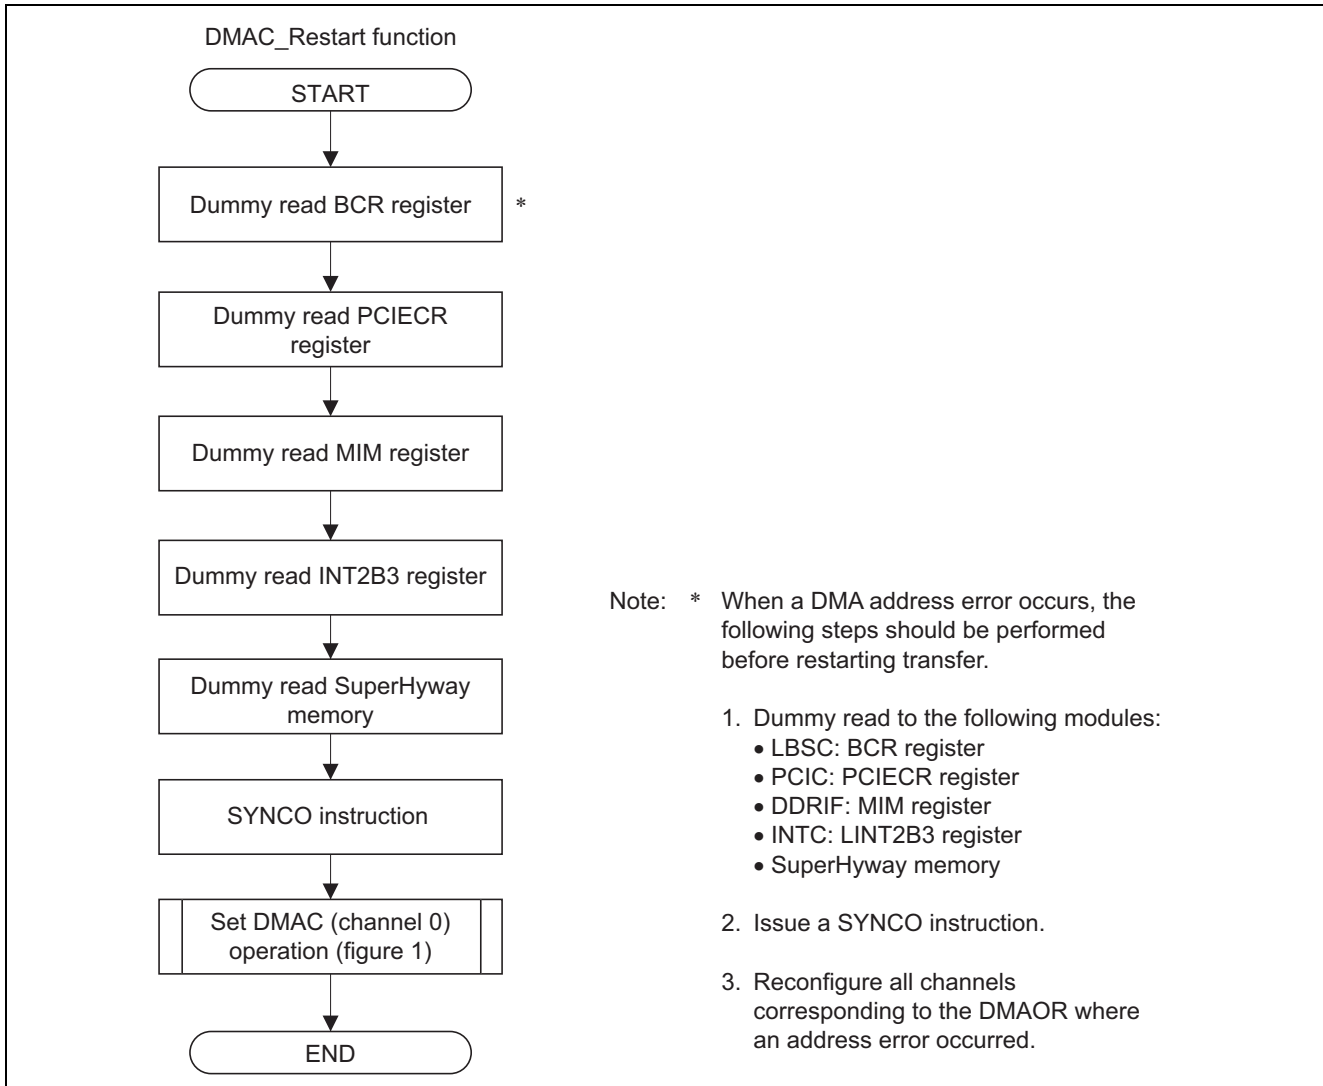 DMAC_Restart function
START
Dummy read BCR register *
Dummy read PCIECR
register
Dummy read MIM register
Dummy read INT2B3 register
Dummy read SuperHyway
memory
SYNCO instruction
Set DMAC (channel 0)
operation (figure 1)
END
Note: * When a DMA address error occurs, the
following steps should be performed
before restarting transfer.
1. Dummy read to the following modules:
• LBSC: BCR register
• PCIC: PCIECR register
• DDRIF: MIM register
• INTC: LINT2B3 register
• SuperHyway memory
2. Issue a SYNCO instruction.
3. Reconfigure all channels
corresponding to the DMAOR where
an address error occurred.